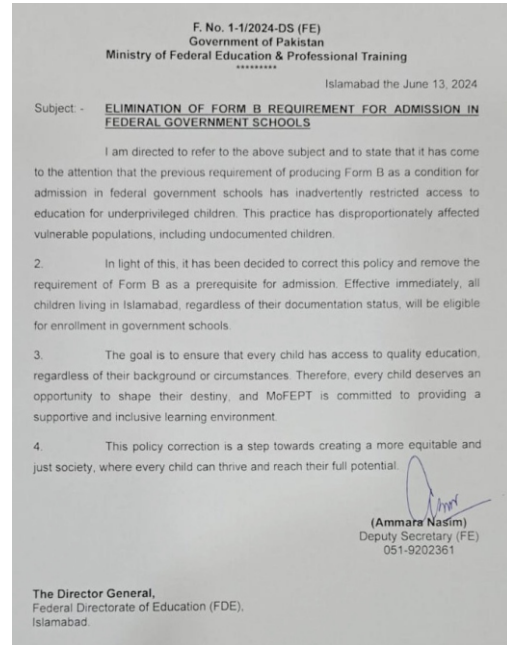 F. No. 1-1/2024-DS (FE)
Government of Pakistan
Ministry of Federal Education & Professional Training
*********
Islamabad the June 13, 2024
Subject:- ELIMINATION OF FORM B REQUIREMENT FOR ADMISSION IN
FEDERAL GOVERNMENT SCHOOLS
I am directed to refer to the above subject and to state that it has come
to the attention that the previous requirement of producing Form B as a condition for
admission in federal government schools has inadvertently restricted access to
education for underprivileged children. This practice has disproportionately affected
vulnerable populations, including undocumented children.
2. In light of this, it has been decided to correct this policy and remove the
requirement of Form B as a prerequisite for admission. Effective immediately, all
children living in Islamabad, regardless of their documentation status, will be eligible
for enrollment in government schools.
3. The goal is to ensure that every child has access to quality education,
regardless of their background or circumstances. Therefore, every child deserves an
opportunity to shape their destiny, and MoFEPT is committed to providing a
supportive and inclusive learning environment.
4. This policy correction is a step towards creating a more equitable and
just society, where every child can thrive and reach their full potential.
(Ammara Nasim)
Deputy Secretary (FE)
051-9202361
The Director General,
Federal Directorate of Education (FDE),
Islamabad.